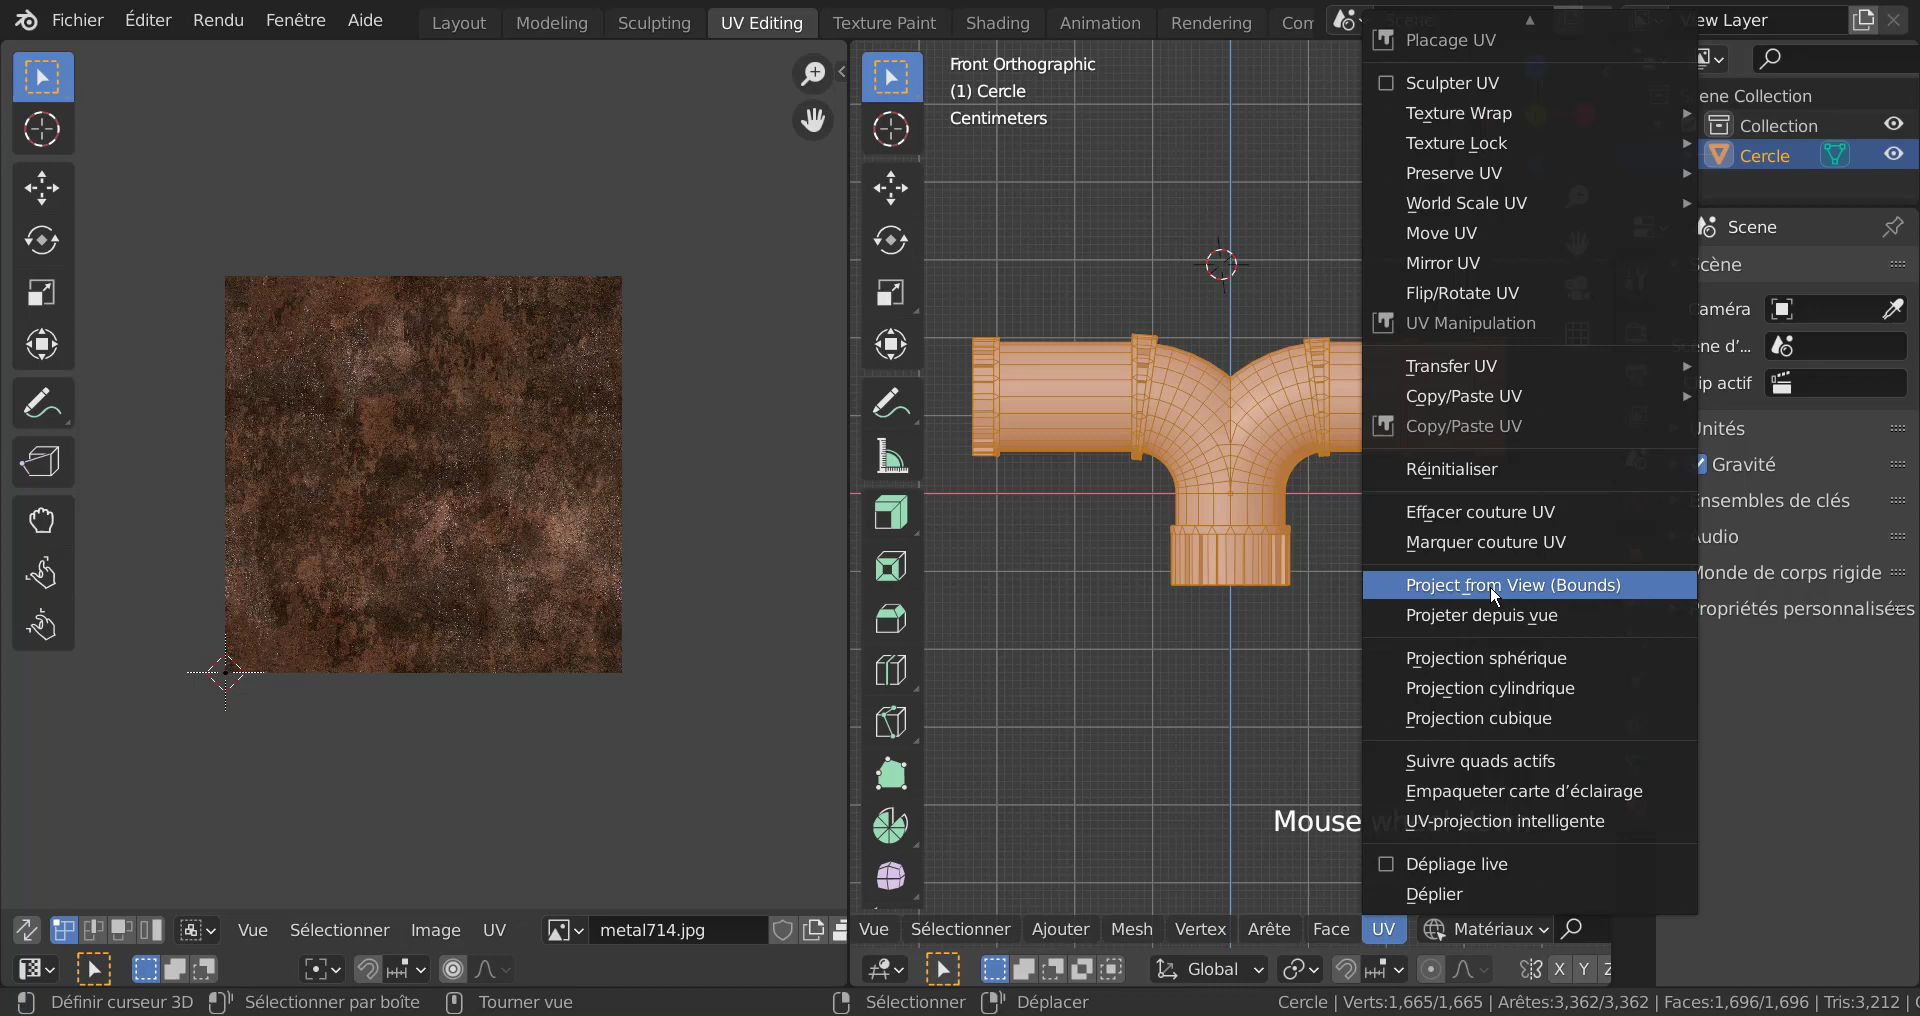 Fichier Éditer Rendu Fenêtre Aide
Layout Modeling Sculpting UV Editing Texture Paint Shading Animation Rendering Com
View Layer
Front Orthographic
(1) Cercle
Centimeters
Placage UV
Sculpter UV
Texture Wrap
Texture Lock
Preserve UV
World Scale UV
Move UV
Mirror UV
Flip/Rotate UV
UV Manipulation
Transfer UV
Copy/Paste UV
Copy/Paste UV
Réinitialiser
Effacer couture UV
Marquer couture UV
Project from View (Bounds)
Projeter depuis vue
Projection sphérique
Projection cylindrique
Projection cubique
Suivre quads actifs
Empaqueter carte d'éclairage
UV-projection intelligente
Dépliage live
Déplier
Mouse
ene Collection
Collection
Cercle
Scene
Scène
améra
ène d'...
ip actif
Unités
Gravité
Ensembles de clés
Audio
Monde de corps rigide
Propriétés personnalisées
Vue Sélectionner Image UV
metal714.jpg
Vue Sélectionner Ajouter Mesh Vertex Arête Face UV
Matériaux
Global
X Y Z
Définir curseur 3D Sélectionner par boîte Tourner vue
Sélectionner Déplacer
Cercle | Verts:1,665/1,665 | Arêtes:3,362/3,362 | Faces:1,696/1,696 | Tris:3,212 |